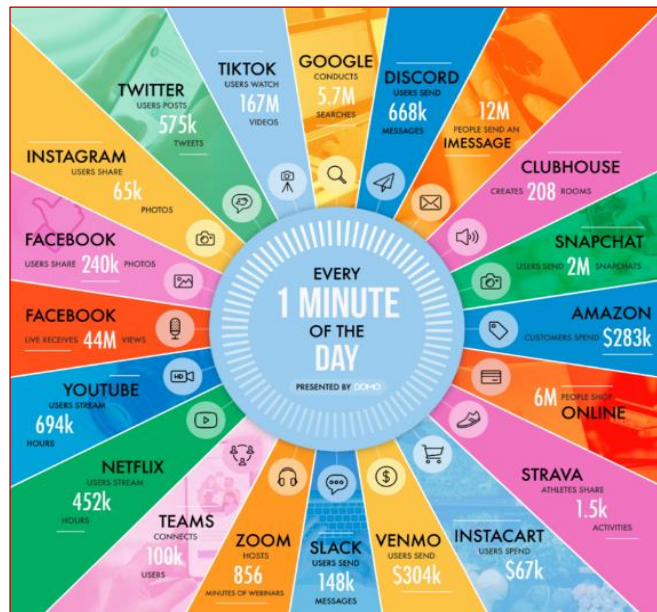 EVERY
1 MINUTE
OF THE
DAY
PRESENTED BY DOMO
GOOGLE
CONDUCTS
5.7M
SEARCHES
DISCORD
USERS SEND
668k
MESSAGES
12M
PEOPLE SEND AN
IMESSAGE
CLUBHOUSE
CREATES 208 ROOMS
SNAPCHAT
USERS SEND 2M SNAPCHATS
AMAZON
CUSTOMERS SPEND $283k
6M PEOPLE SHOP
ONLINE
STRAVA
ATHLETES SHARE
1.5k
ACTIVITIES
INSTACART
USERS SPEND
$67k
VENMO
USERS SEND
$304k
SLACK
USERS SEND
148k
MESSAGES
ZOOM
HOSTS
856
MINUTES OF WEBINARS
TEAMS
CONNECTS
100k
USERS
NETFLIX
USERS STREAM
452k
HOURS
YOUTUBE
USERS STREAM
694k
HOURS
FACEBOOK
LIVE RECEIVES 44M VIEWS
FACEBOOK
USERS SHARE 240k PHOTOS
INSTAGRAM
USERS SHARE
65k
PHOTOS
TWITTER
USERS POSTS
575k
TWEETS
TIKTOK
USERS WATCH
167M
VIDEOS
HD